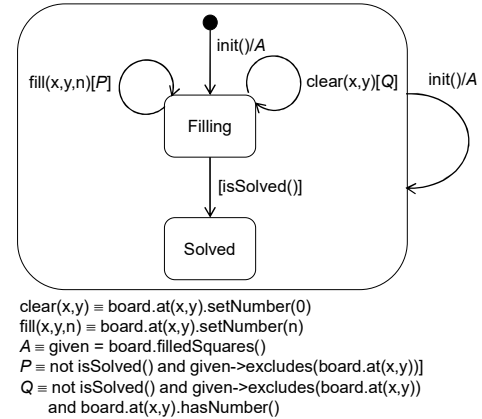 init()/A
fill(x,y,n)[P]
clear(x,y)[Q]
init()/A
Filling
[isSolved()]
Solved
clear(x,y) ≡ board.at(x,y).setNumber(0)
fill(x,y,n) ≡ board.at(x,y).setNumber(n)
A ≡ given = board.filledSquares()
P ≡ not isSolved() and given->excludes(board.at(x,y))]
Q ≡ not isSolved() and given->excludes(board.at(x,y))
and board.at(x,y).hasNumber()